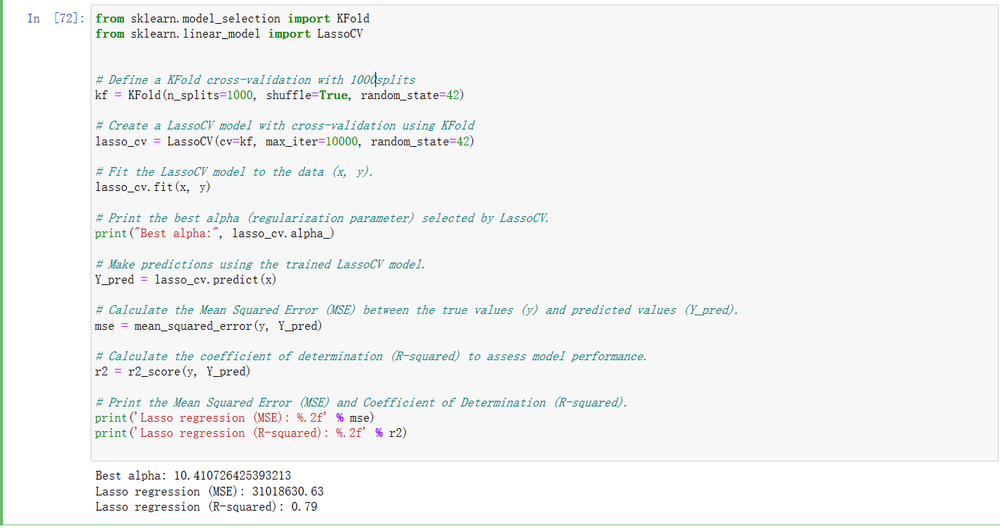 In [72]:
from sklearn.model_selection import KFold
from sklearn.linear_model import LassoCV
# Define a KFold cross-validation with 1000splits
kf = KFold(n_splits=1000, shuffle=True, random_state=42)
# Create a LassoCV model with cross-validation using KFold
lasso_cv = LassoCV(cv=kf, max_iter=10000, random_state=42)
# Fit the LassoCV model to the data (x, y).
lasso_cv.fit(x, y)
# Print the best alpha (regularization parameter) selected by LassoCV.
print("Best alpha:", lasso_cv.alpha_)
# Make predictions using the trained LassoCV model.
Y_pred = lasso_cv.predict(x)
# Calculate the Mean Squared Error (MSE) between the true values (y) and predicted values (Y_pred).
mse = mean_squared_error(y, Y_pred)
# Calculate the coefficient of determination (R-squared) to assess model performance.
r2 = r2_score(y, Y_pred)
# Print the Mean Squared Error (MSE) and Coefficient of Determination (R-squared).
print('Lasso regression (MSE): %.2f' % mse)
print('Lasso regression (R-squared): %.2f' % r2)
Best alpha: 10.410726425393213
Lasso regression (MSE): 31018630.63
Lasso regression (R-squared): 0.79